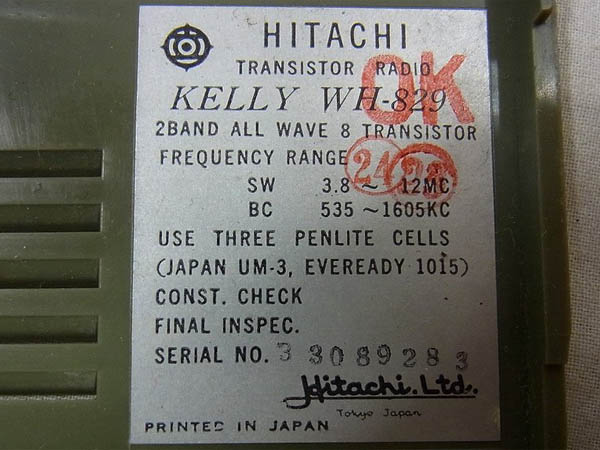 HITACHI
TRANSISTOR RADIO
OK
KELLY WH-829
2BAND ALL WAVE 8 TRANSISTOR
FREQUENCY RANGE
24
SW 3.8 ~ 12MC
BC 535 ~ 1605KC
USE THREE PENLITE CELLS
(JAPAN UM-3, EVEREADY 1015)
CONST. CHECK
FINAL INSPEC.
SERIAL NO. 3 3089283
Hitachi. Ltd.
Tokyo Japan
PRINTED IN JAPAN